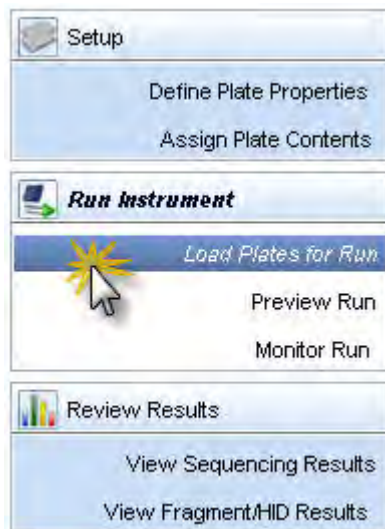 Setup
Define Plate Properties
Assign Plate Contents
Run Instrument
Load Plates for Run
Preview Run
Monitor Run
Review Results
View Sequencing Results
View Fragment/HID Results